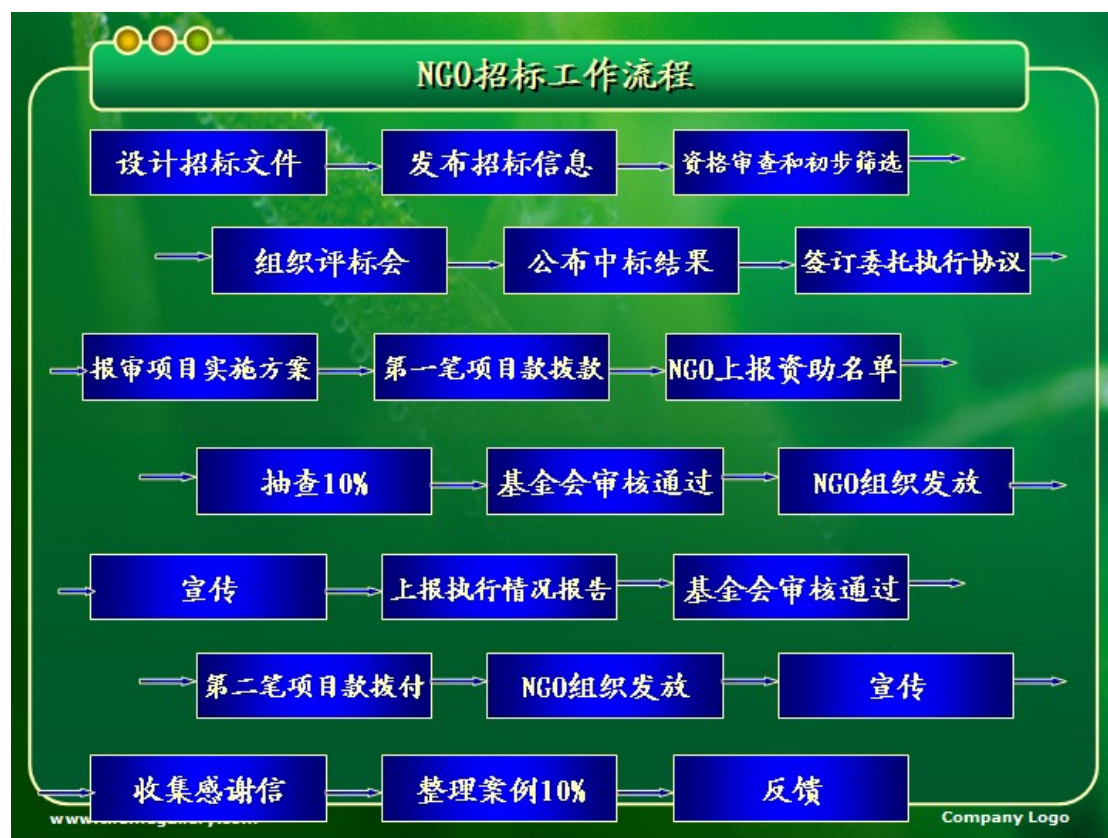 NGO招标工作流程
设计招标文件
发布招标信息
资格审查和初步筛选
组织评标会
公布中标结果
签订委托执行协议
报审项目实施方案
第一笔项目款拨款
NGO上报资助名单
抽查10%
基金会审核通过
NGO组织发放
宣传
上报执行情况报告
基金会审核通过
第二笔项目款拨付
NGO组织发放
宣传
收集感谢信
整理案例10%
反馈
Company Logo